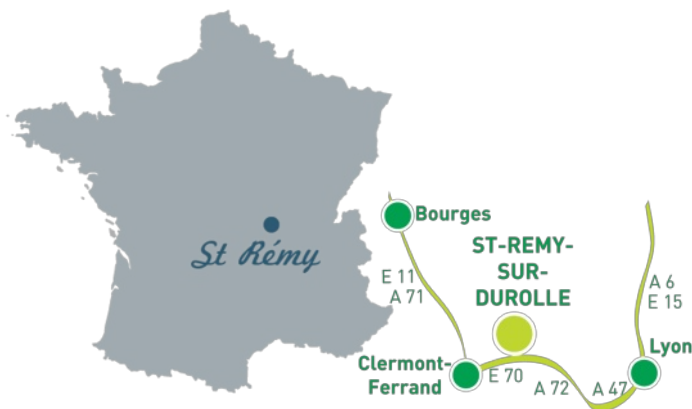 St Rémy
Bourges
ST-REMY-
SUR-
DUROLLE
E 11
A 71
A 6
E 15
Lyon
Clermont-
Ferrand
E 70
A 72
A 47